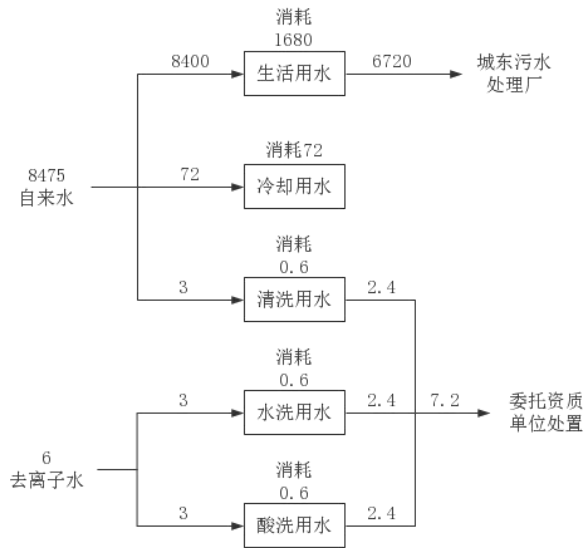 消耗
1680
8400
生活用水
6720
城东污水
处理厂
消耗72
8475
自来水
72
冷却用水
消耗
0.6
3
清洗用水
2.4
消耗
0.6
3
水洗用水
2.4
7.2
委托资质
单位处置
6
去离子水
消耗
0.6
3
酸洗用水
2.4